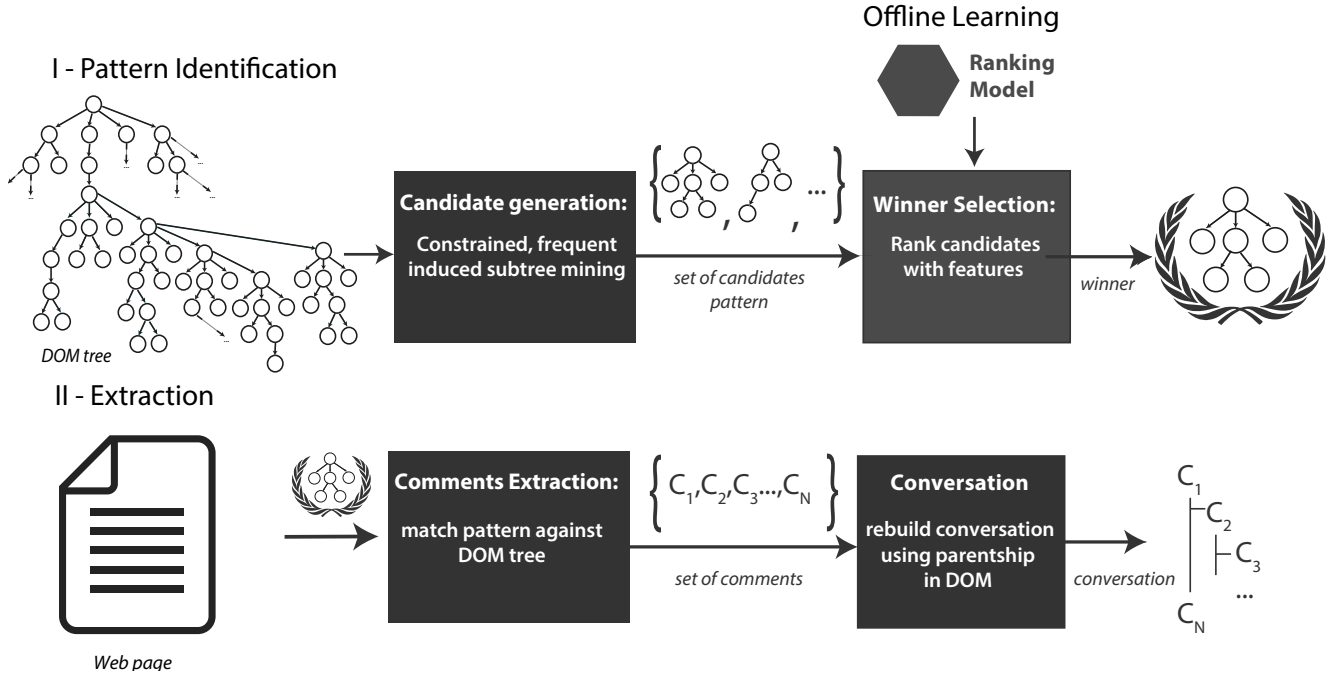 Offline Learning
I - Pattern Identification
Ranking
Model
DOM tree
Candidate generation:
Constrained, frequent
induced subtree mining
{ , , ... }
set of candidates
pattern
Winner Selection:
Rank candidates
with features
winner
II - Extraction
Web page
Comments Extraction:
match pattern against
DOM tree
{ C1,C2,C3...,CN }
set of comments
Conversation
rebuild conversation
using parentship
in DOM
conversation
C1
C2
C3
...
CN